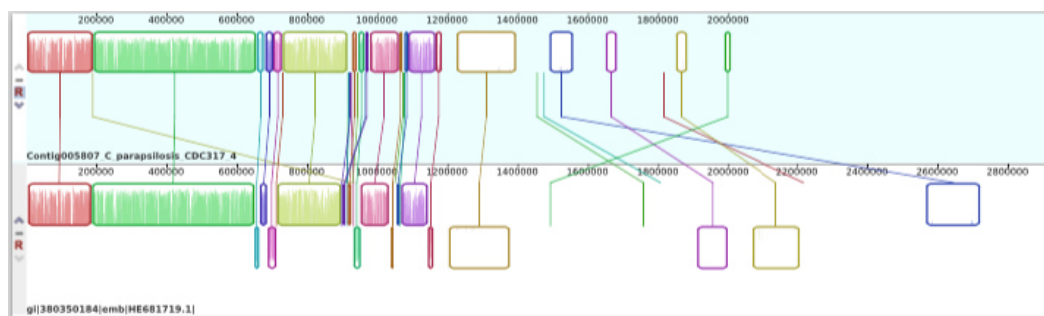 200000 400000 600000 800000 1000000 1200000 1400000 1600000 1800000 2000000
R
Contig005807_C_parapsilosis_CDC317_4
200000 400000 600000 800000 1000000 1200000 1400000 1600000 1800000 2000000 2200000 2400000 2600000 2800000
R
gi|380350184|emb|HE681719.1|